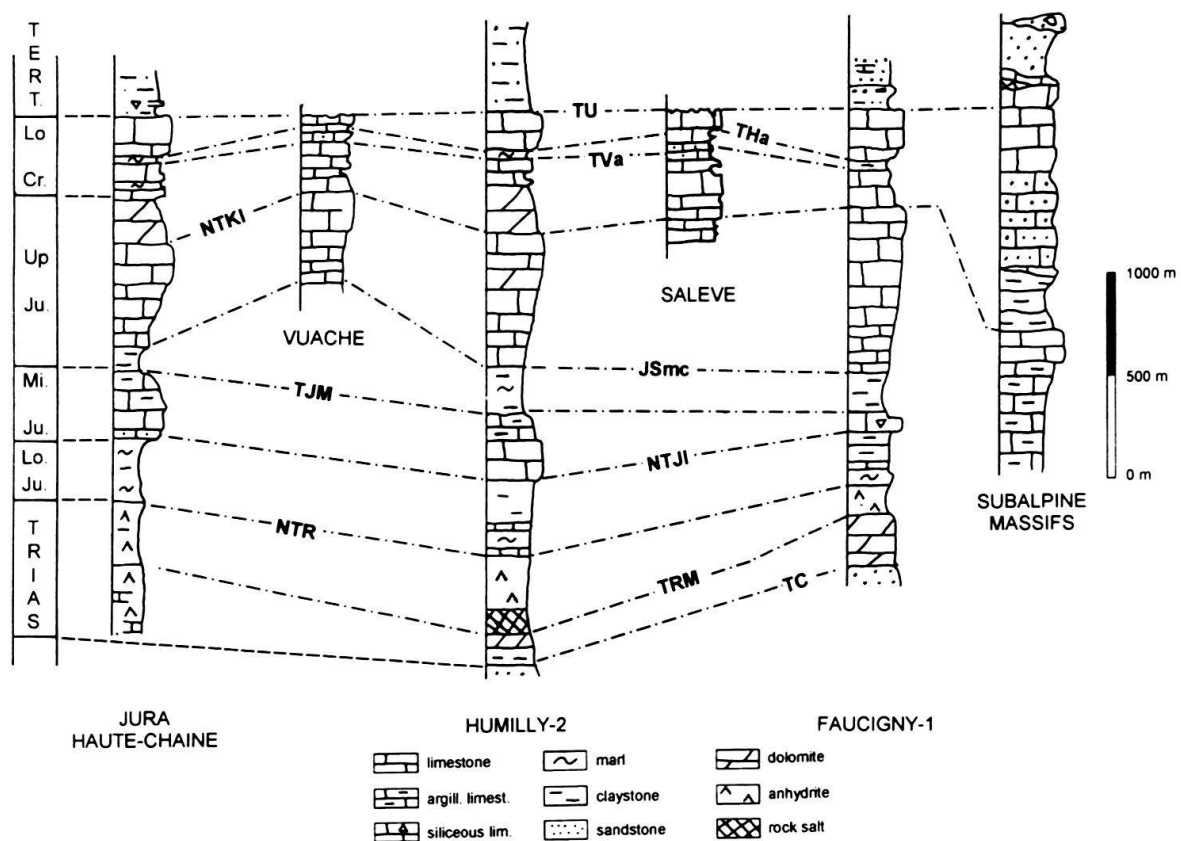 T
E
R
T.
Lo
Cr.
Up
Ju.
Mi.
Ju.
Lo.
Ju.
T
R
I
A
S
TU
THa
TVa
NTKI
JSmc
TJM
NTJI
NTR
TRM
TC
VUACHE
SALEVE
SUBALPINE
MASSIFS
1000 m
500 m
0 m
JURA
HAUTE-CHAINE
HUMILLY-2
FAUCIGNY-1
limestone
argill. limest.
siliceous lim.
marl
claystone
sandstone
dolomite
anhydrite
rock salt